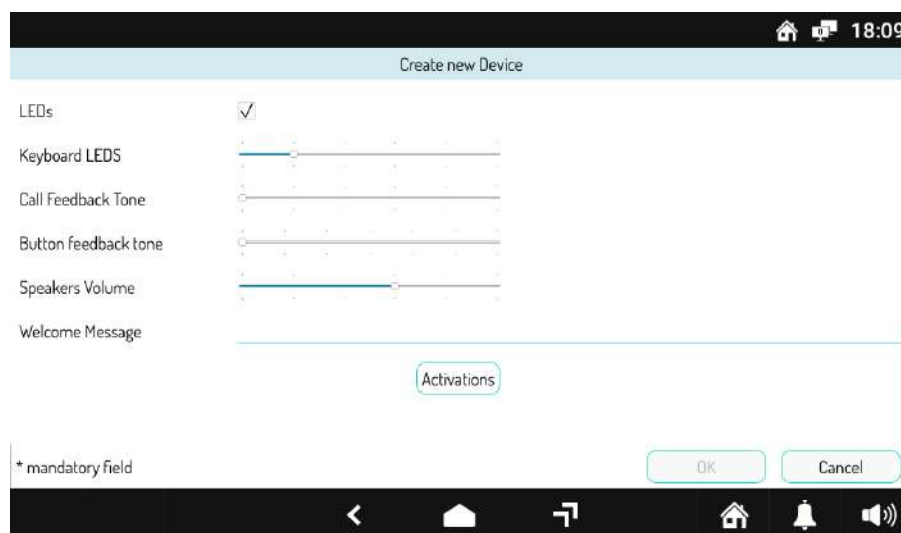 18:09
Create new Device
LEDs
Keyboard LEDS
Call Feedback Tone
Button feedback tone
Speakers Volume
Welcome Message
Activations
* mandatory field
OK
Cancel